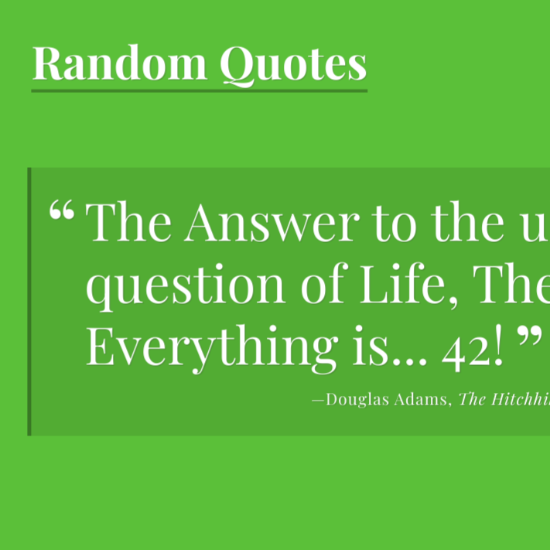 Random Quotes
“The Answer to the u
question of Life, The
Everything is... 42!”
—Douglas Adams, The Hitchhi